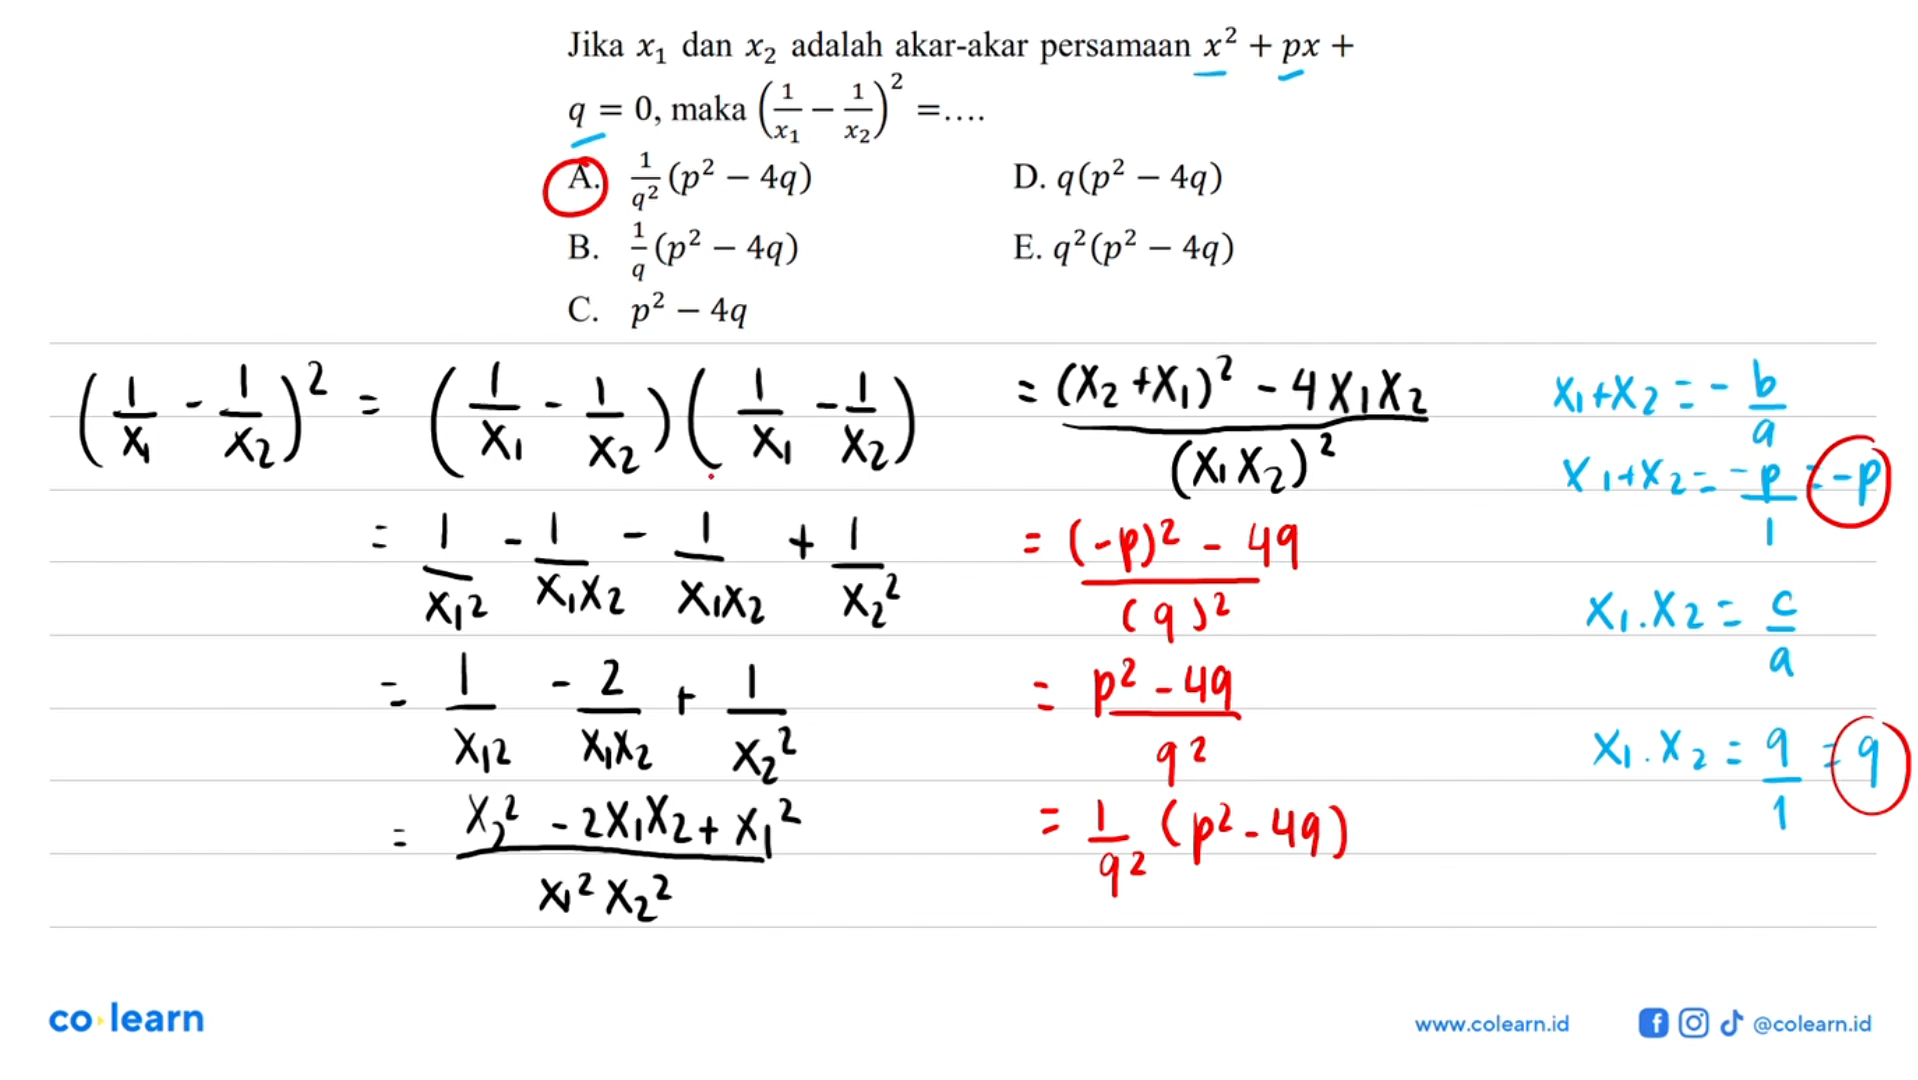 Jika x₁ dan x₂ adalah akar-akar persamaan x² + px +
q = 0, maka (1/x₁ − 1/x₂)² =....
A. 1/q² (p² − 4q)
D. q(p² − 4q)
B. 1/q (p² − 4q)
E. q²(p² − 4q)
C. p² − 4q
(1/x₁ - 1/x₂)² = (1/x₁ - 1/x₂)(1/x₁ - 1/x₂)
= 1/x₁² - 1/x₁x₂ - 1/x₁x₂ + 1/x₂²
= 1/x₁² - 2/x₁x₂ + 1/x₂²
= (x₂² - 2x₁x₂ + x₁²)/(x₁² x₂²)
= ((x₂ + x₁)² - 4x₁x₂)/(x₁x₂)²
= ((-p)² - 4q)/(q)²
= (p² - 4q)/q²
= 1/q² (p² - 4q)
x₁+x₂ = - b/a
x₁+x₂ = -p/1 = -p
x₁.x₂ = c/a
x₁.x₂ = q/1 = q
co learn
www.colearn.id
@colearn.id